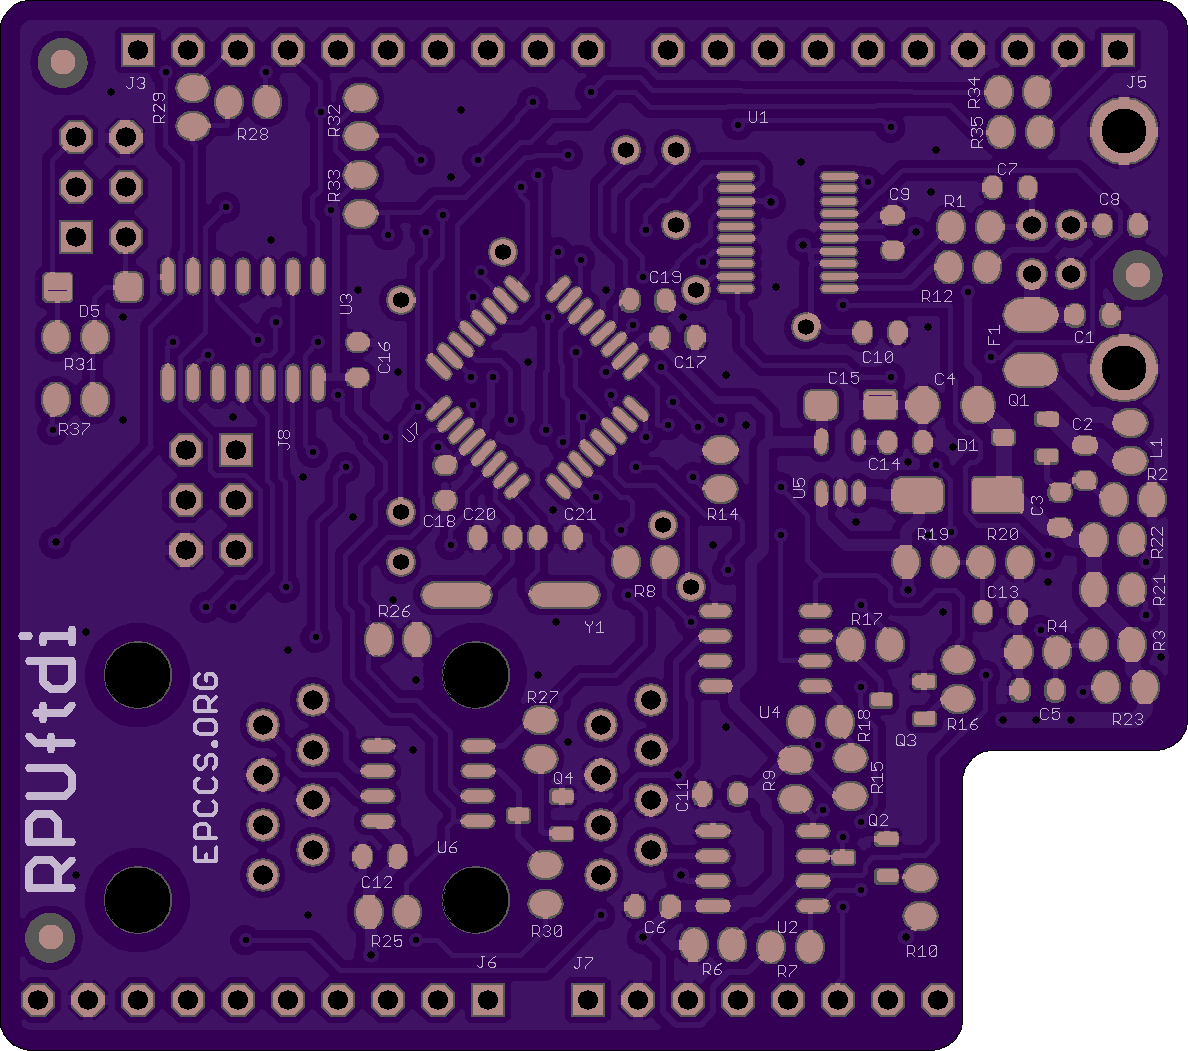 J3
J5
R29
R28
R32
R34
U1
R35
R33
C7
C9
R1
C8
C19
R12
D5
U3
F1
C1
R31
C16
C17
C10
C15
C4
Q1
R37
J8
U7
C2
L1
D1
C14
R2
U5
C3
C18
C20
C21
R14
R19
R20
R22
R8
C13
R21
R26
Y1
R17
R4
R3
RPUftdi
EPCCS.ORG
R27
U4
R18
Q3
R16
C5
R23
Q4
C11
R9
R15
Q2
U6
C12
R25
R30
C6
U2
R10
J6
J7
R6
R7